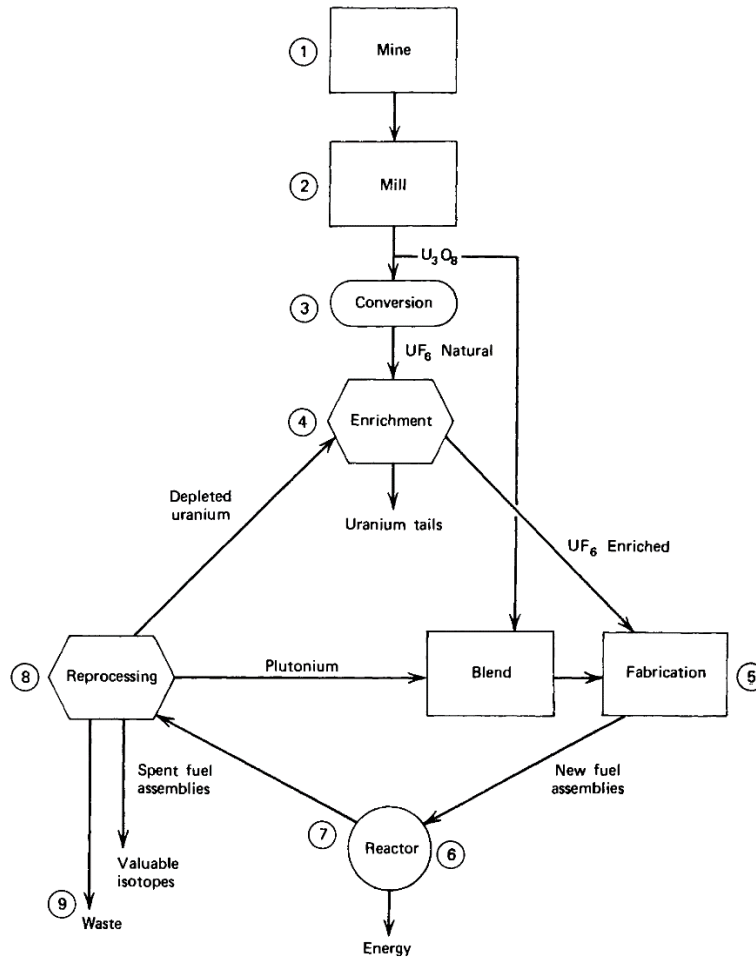 1
Mine
2
Mill
U₃O₈
3
Conversion
UF₆ Natural
4
Enrichment
Depleted
uranium
Uranium tails
UF₆ Enriched
8
Reprocessing
Plutonium
Blend
Fabrication
5
Spent fuel
assemblies
New fuel
assemblies
7
Reactor
6
Valuable
isotopes
9
Waste
Energy